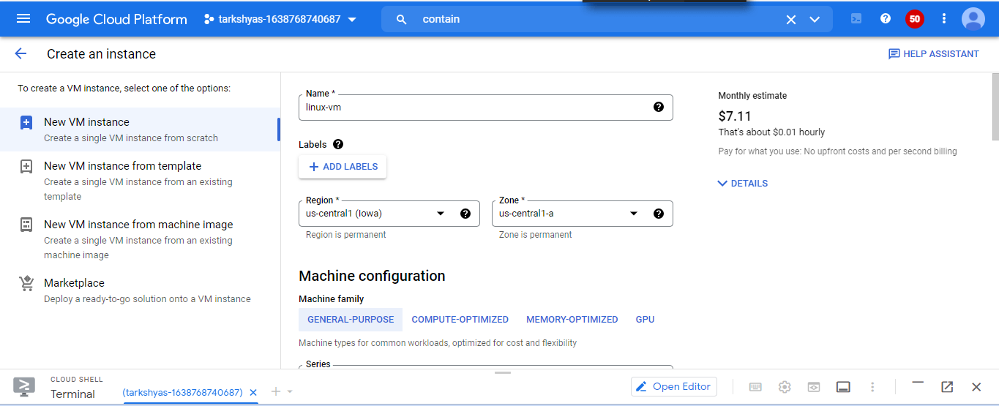 Google Cloud Platform tarkshyas-1638768740687 contain 50
Create an instance HELP ASSISTANT
To create a VM instance, select one of the options:
New VM instance
Create a single VM instance from scratch
New VM instance from template
Create a single VM instance from an existing
template
New VM instance from machine image
Create a single VM instance from an existing
machine image
Marketplace
Deploy a ready-to-go solution onto a VM instance
Name *
linux-vm
Labels
ADD LABELS
Region *
us-central1 (Iowa)
Region is permanent
Zone *
us-central1-a
Zone is permanent
Machine configuration
Machine family
GENERAL-PURPOSE COMPUTE-OPTIMIZED MEMORY-OPTIMIZED GPU
Machine types for common workloads, optimized for cost and flexibility
Series
Monthly estimate
$7.11
That's about $0.01 hourly
Pay for what you use: No upfront costs and per second billing
DETAILS
CLOUD SHELL
Terminal (tarkshyas-1638768740687) Open Editor